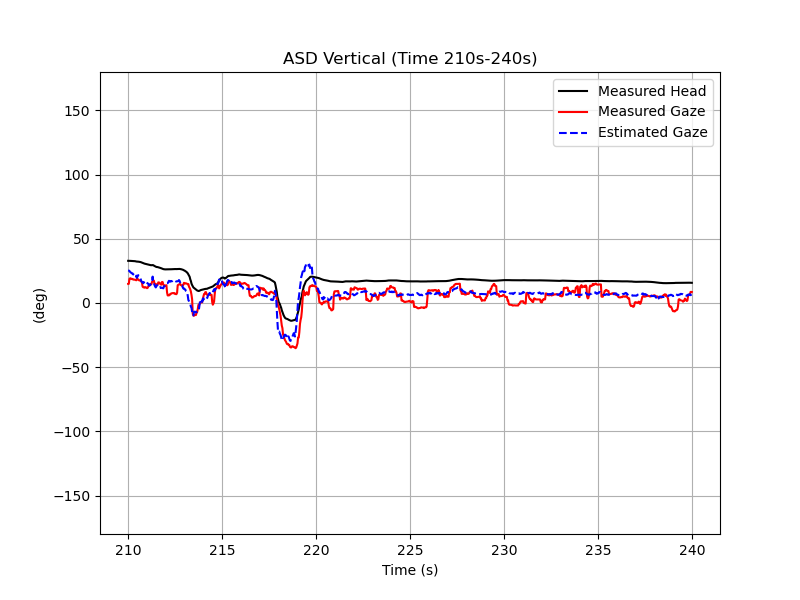 ASD Vertical (Time 210s-240s)
Measured Head
Measured Gaze
Estimated Gaze
150
100
50
0
−50
−100
−150
(deg)
210 215 220 225 230 235 240
Time (s)